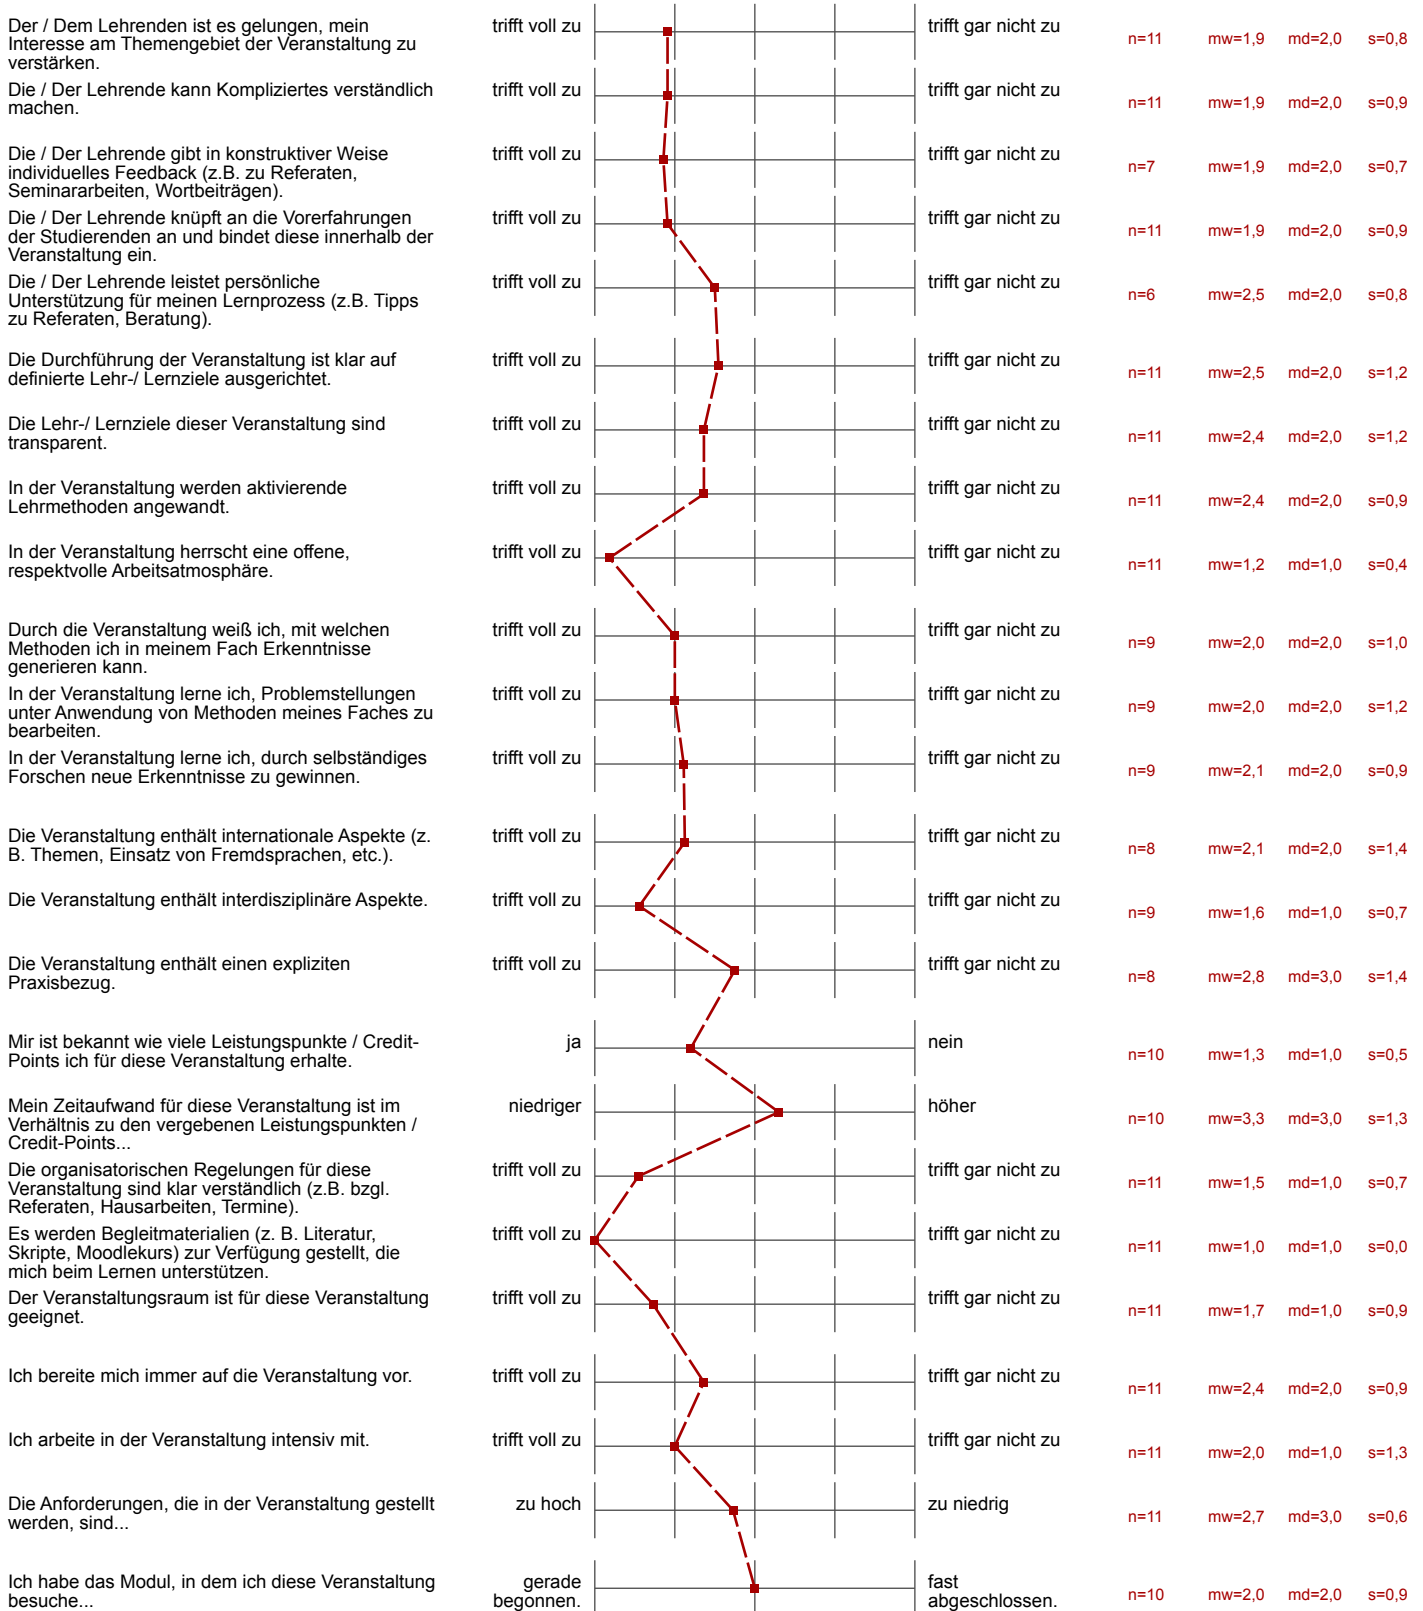 Der / Dem Lehrenden ist es gelungen, mein
Interesse am Themengebiet der Veranstaltung zu
verstärken.
trifft voll zu
trifft gar nicht zu
n=11 mw=1,9 md=2,0 s=0,8
Die / Der Lehrende kann Kompliziertes verständlich
machen.
trifft voll zu
trifft gar nicht zu
n=11 mw=1,9 md=2,0 s=0,9
Die / Der Lehrende gibt in konstruktiver Weise
individuelles Feedback (z.B. zu Referaten,
Seminararbeiten, Wortbeiträgen).
trifft voll zu
trifft gar nicht zu
n=7 mw=1,9 md=2,0 s=0,7
Die / Der Lehrende knüpft an die Vorerfahrungen
der Studierenden an und bindet diese innerhalb der
Veranstaltung ein.
trifft voll zu
trifft gar nicht zu
n=11 mw=1,9 md=2,0 s=0,9
Die / Der Lehrende leistet persönliche
Unterstützung für meinen Lernprozess (z.B. Tipps
zu Referaten, Beratung).
trifft voll zu
trifft gar nicht zu
n=6 mw=2,5 md=2,0 s=0,8
Die Durchführung der Veranstaltung ist klar auf
definierte Lehr-/ Lernziele ausgerichtet.
trifft voll zu
trifft gar nicht zu
n=11 mw=2,5 md=2,0 s=1,2
Die Lehr-/ Lernziele dieser Veranstaltung sind
transparent.
trifft voll zu
trifft gar nicht zu
n=11 mw=2,4 md=2,0 s=1,2
In der Veranstaltung werden aktivierende
Lehrmethoden angewandt.
trifft voll zu
trifft gar nicht zu
n=11 mw=2,4 md=2,0 s=0,9
In der Veranstaltung herrscht eine offene,
respektvolle Arbeitsatmosphäre.
trifft voll zu
trifft gar nicht zu
n=11 mw=1,2 md=1,0 s=0,4
Durch die Veranstaltung weiß ich, mit welchen
Methoden ich in meinem Fach Erkenntnisse
generieren kann.
trifft voll zu
trifft gar nicht zu
n=9 mw=2,0 md=2,0 s=1,0
In der Veranstaltung lerne ich, Problemstellungen
unter Anwendung von Methoden meines Faches zu
bearbeiten.
trifft voll zu
trifft gar nicht zu
n=9 mw=2,0 md=2,0 s=1,2
In der Veranstaltung lerne ich, durch selbständiges
Forschen neue Erkenntnisse zu gewinnen.
trifft voll zu
trifft gar nicht zu
n=9 mw=2,1 md=2,0 s=0,9
Die Veranstaltung enthält internationale Aspekte (z.
B. Themen, Einsatz von Fremdsprachen, etc.).
trifft voll zu
trifft gar nicht zu
n=8 mw=2,1 md=2,0 s=1,4
Die Veranstaltung enthält interdisziplinäre Aspekte.
trifft voll zu
trifft gar nicht zu
n=9 mw=1,6 md=1,0 s=0,7
Die Veranstaltung enthält einen expliziten
Praxisbezug.
trifft voll zu
trifft gar nicht zu
n=8 mw=2,8 md=3,0 s=1,4
Mir ist bekannt wie viele Leistungspunkte / Credit-
Points ich für diese Veranstaltung erhalte.
ja
nein
n=10 mw=1,3 md=1,0 s=0,5
Mein Zeitaufwand für diese Veranstaltung ist im
Verhältnis zu den vergebenen Leistungspunkten /
Credit-Points...
niedriger
höher
n=10 mw=3,3 md=3,0 s=1,3
Die organisatorischen Regelungen für diese
Veranstaltung sind klar verständlich (z.B. bzgl.
Referaten, Hausarbeiten, Termine).
trifft voll zu
trifft gar nicht zu
n=11 mw=1,5 md=1,0 s=0,7
Es werden Begleitmaterialien (z. B. Literatur,
Skripte, Moodlekurs) zur Verfügung gestellt, die
mich beim Lernen unterstützen.
trifft voll zu
trifft gar nicht zu
n=11 mw=1,0 md=1,0 s=0,0
Der Veranstaltungsraum ist für diese Veranstaltung
geeignet.
trifft voll zu
trifft gar nicht zu
n=11 mw=1,7 md=1,0 s=0,9
Ich bereite mich immer auf die Veranstaltung vor.
trifft voll zu
trifft gar nicht zu
n=11 mw=2,4 md=2,0 s=0,9
Ich arbeite in der Veranstaltung intensiv mit.
trifft voll zu
trifft gar nicht zu
n=11 mw=2,0 md=1,0 s=1,3
Die Anforderungen, die in der Veranstaltung gestellt
werden, sind...
zu hoch
zu niedrig
n=11 mw=2,7 md=3,0 s=0,6
Ich habe das Modul, in dem ich diese Veranstaltung
besuche...
gerade
begonnen.
fast
abgeschlossen.
n=10 mw=2,0 md=2,0 s=0,9